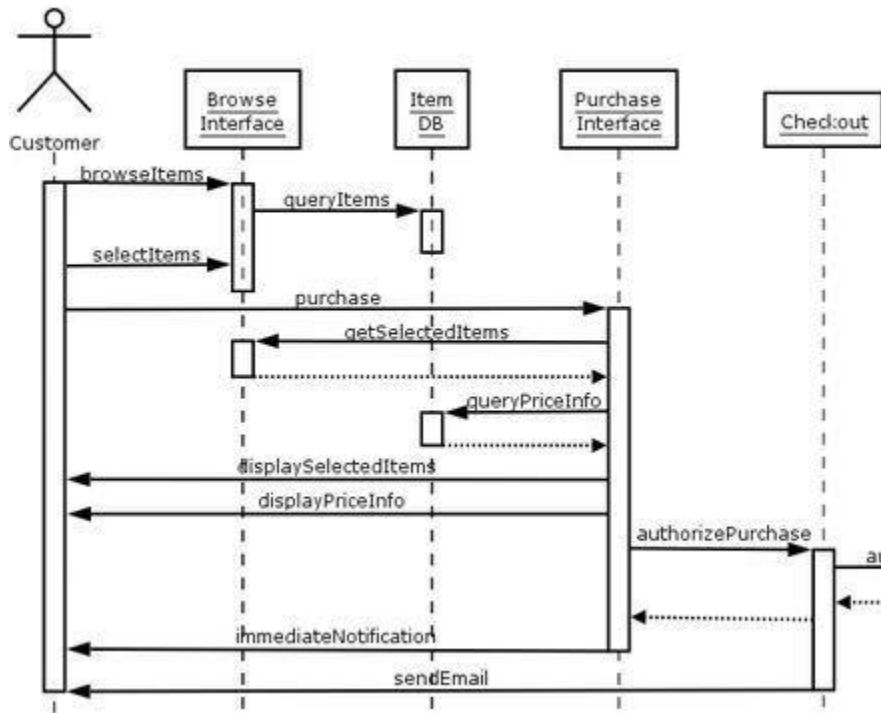 Browse
Interface
Item
DB
Purchase
Interface
Checkout
Customer
browseItems
queryItems
selectItems
purchase
getSelectedItems
queryPriceInfo
displaySelectedItems
displayPriceInfo
authorizePurchase
immediateNotification
sendEmail